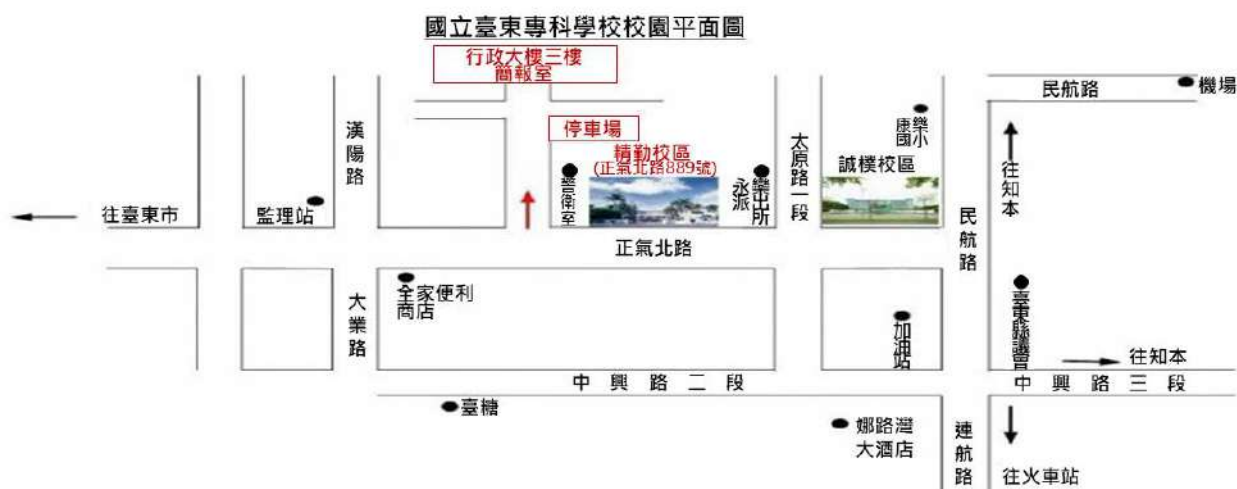 國立臺東專科學校校園平面圖
行政大樓三樓
簡報室
民航路
機場
漢陽路
停車場
太原路一段
康樂
國小
精勤校區
(正氣北路889號)
誠樸校區
往知本
警衛室
永樂
派出所
往臺東市
監理站
民航路
正氣北路
全家便利
商店
大業路
臺東縣議會
加油站
往知本
中興路二段
中興路三段
臺糖
娜路灣
大酒店
連航路
往火車站